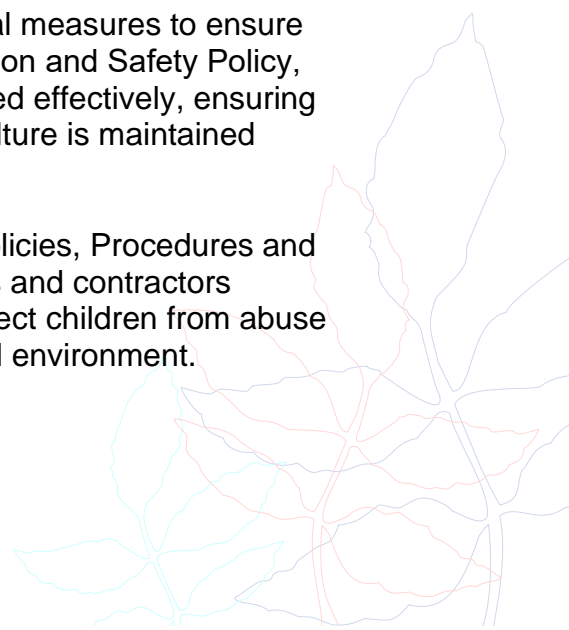 al measures to ensure
on and Safety Policy,
ed effectively, ensuring
lture is maintained
olicies, Procedures and
s and contractors
ect children from abuse
l environment.